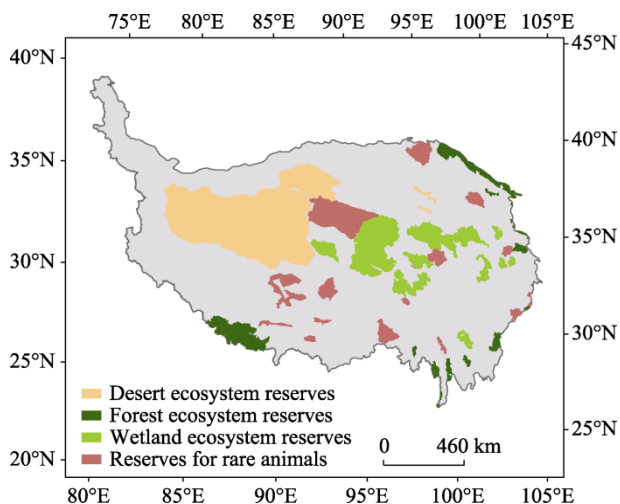 75°E 80°E 85°E 90°E 95°E 100°E 105°E
40°N
35°N
30°N
25°N
20°N
45°N
40°N
35°N
30°N
25°N
Desert ecosystem reserves
Forest ecosystem reserves
Wetland ecosystem reserves
Reserves for rare animals
0 460 km
80°E 85°E 90°E 95°E 100°E 105°E